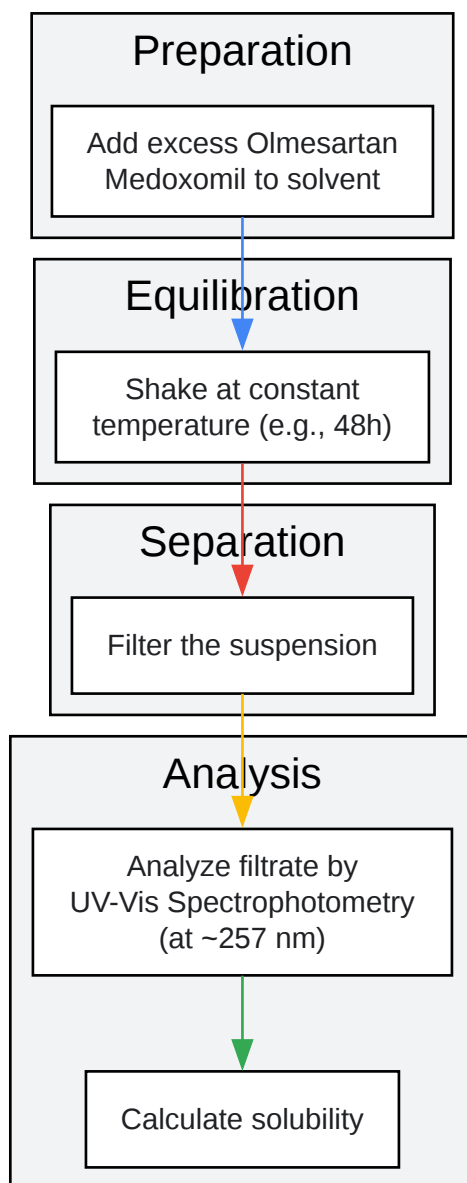 Preparation
Add excess Olmesartan
Medoxomil to solvent
Equilibration
Shake at constant
temperature (e.g., 48h)
Separation
Filter the suspension
Analysis
Analyze filtrate by
UV-Vis Spectrophotometry
(at ~257 nm)
Calculate solubility